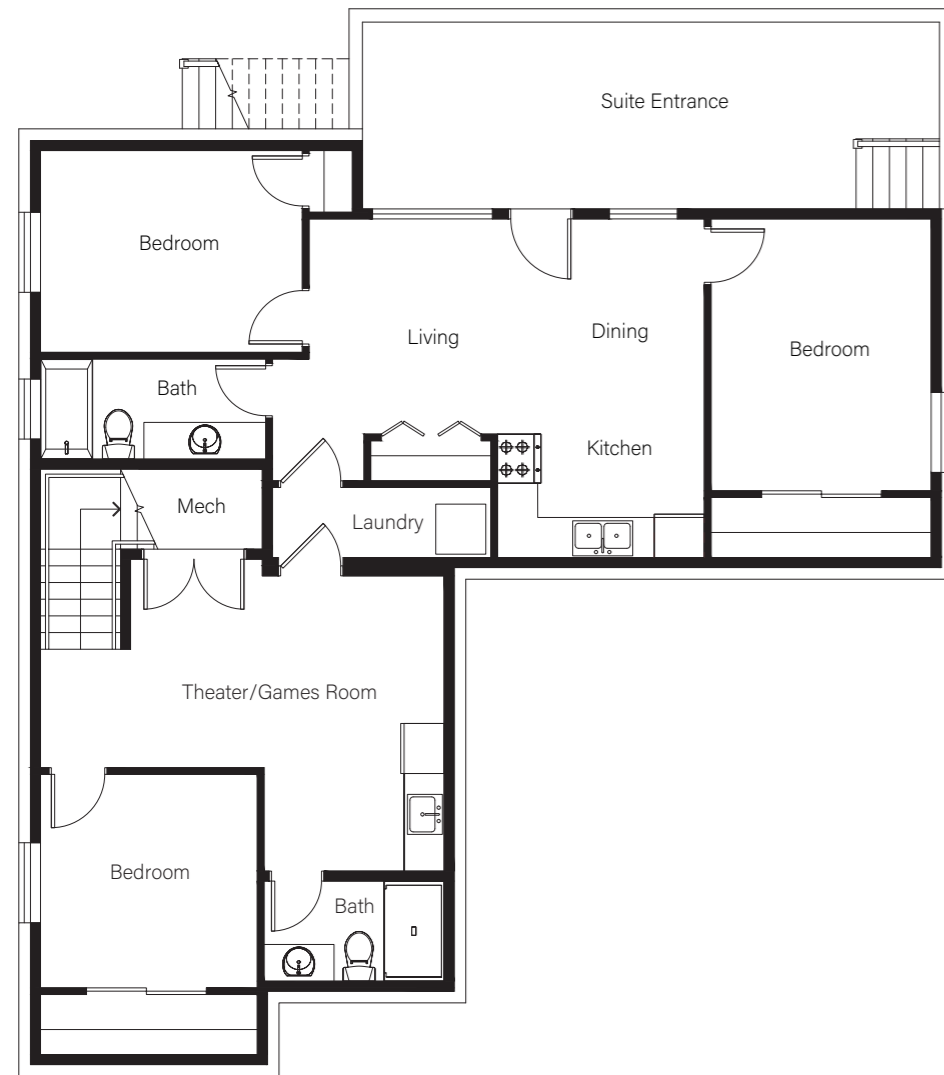 Suite Entrance
Bedroom
Living
Dining
Bedroom
Bath
Kitchen
Mech
Laundry
Theater/Games Room
Bedroom
Bath